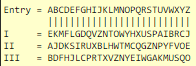 Entry = ABCDEFGHIJKLMNOPQRSTUVWXYZ
||||||||||||||||||||||||||
I = EKMFLGDQVZNTOWYHXUSPAIBRCJ
II = AJDKSIRUXBLHWTMCQGZNPYFVOE
III = BDFHJLCPRTXVZNYEIWGAKMUSQO